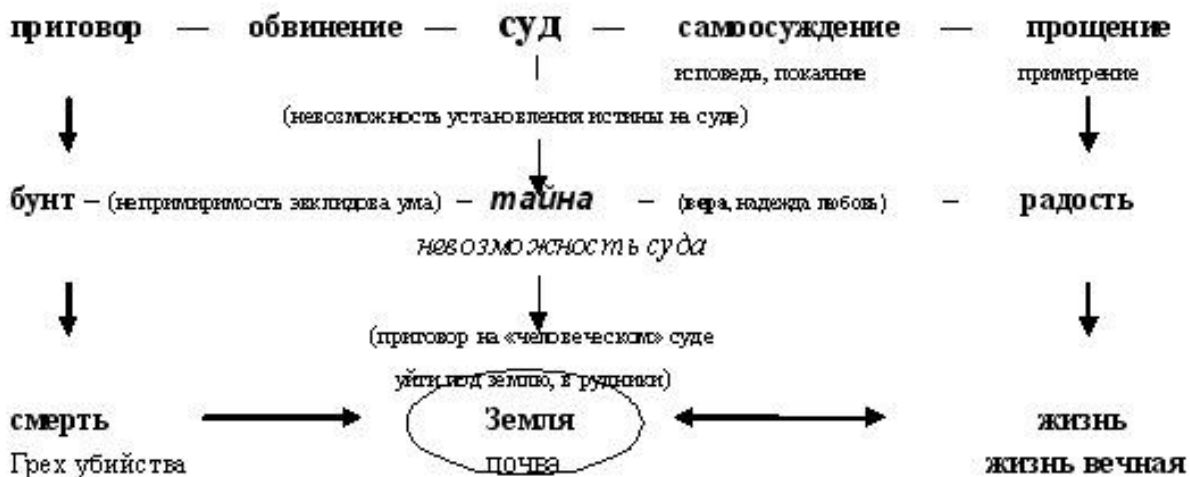 приговор — обвинение — суд — самоосуждение — прощение
исповедь, покаяние примирение
(невозможность установления истины на суде)
бунт – (непримиримость эвклидова ума) – тайна – (вера, надежда любовь) – радость
невозможность суда
(приговор на «человеческом» суде
уйти под землю, в рудники)
смерть Земля жизнь
Грех убийства почва жизнь вечная